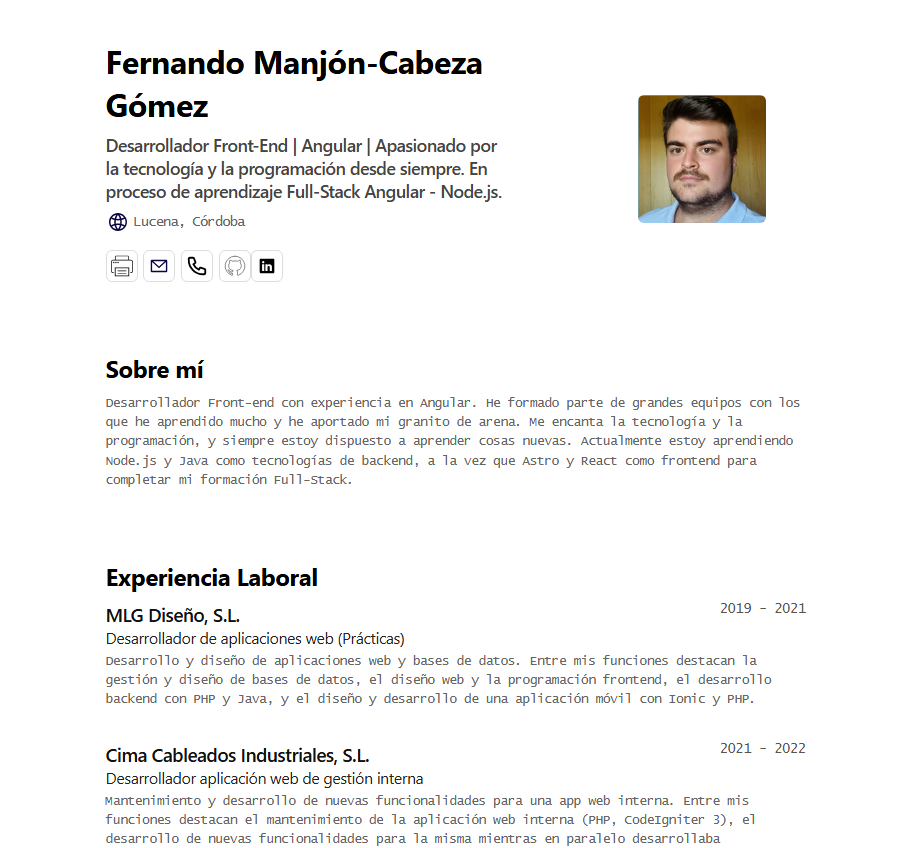 Fernando Manjón-Cabeza
Gómez
Desarrollador Front-End | Angular | Apasionado por
la tecnología y la programación desde siempre. En
proceso de aprendizaje Full-Stack Angular - Node.js.
Lucena, Córdoba
in
Sobre mí
Desarrollador Front-end con experiencia en Angular. He formado parte de grandes equipos con los
que he aprendido mucho y he aportado mi granito de arena. Me encanta la tecnología y la
programación, y siempre estoy dispuesto a aprender cosas nuevas. Actualmente estoy aprendiendo
Node.js y Java como tecnologías de backend, a la vez que Astro y React como frontend para
completar mi formación Full-Stack.
Experiencia Laboral
MLG Diseño, S.L.
2019 - 2021
Desarrollador de aplicaciones web (Prácticas)
Desarrollo y diseño de aplicaciones web y bases de datos. Entre mis funciones destacan la
gestión y diseño de bases de datos, el diseño web y la programación frontend, el desarrollo
backend con PHP y Java, y el diseño y desarrollo de una aplicación móvil con Ionic y PHP.
Cima Cableados Industriales, S.L.
2021 - 2022
Desarrollador aplicación web de gestión interna
Mantenimiento y desarrollo de nuevas funcionalidades para una app web interna. Entre mis
funciones destacan el mantenimiento de la aplicación web interna (PHP, CodeIgniter 3), el
desarrollo de nuevas funcionalidades para la misma mientras en paralelo desarrollaba